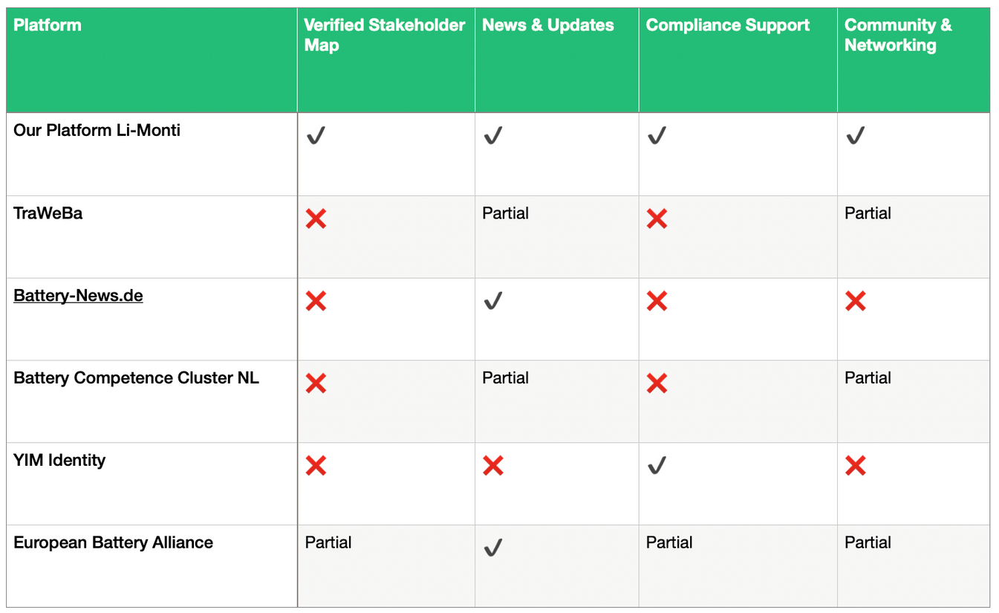 Platform
Verified Stakeholder
Map
News & Updates
Compliance Support
Community &
Networking
Our Platform Li-Monti
✔ ✔ ✔ ✔
TraWeBa
❌ Partial ❌ Partial
Battery-News.de
❌ ✔ ❌ ❌
Battery Competence Cluster NL
❌ Partial ❌ Partial
YIM Identity
❌ ❌ ✔ ❌
European Battery Alliance
Partial ✔ Partial Partial